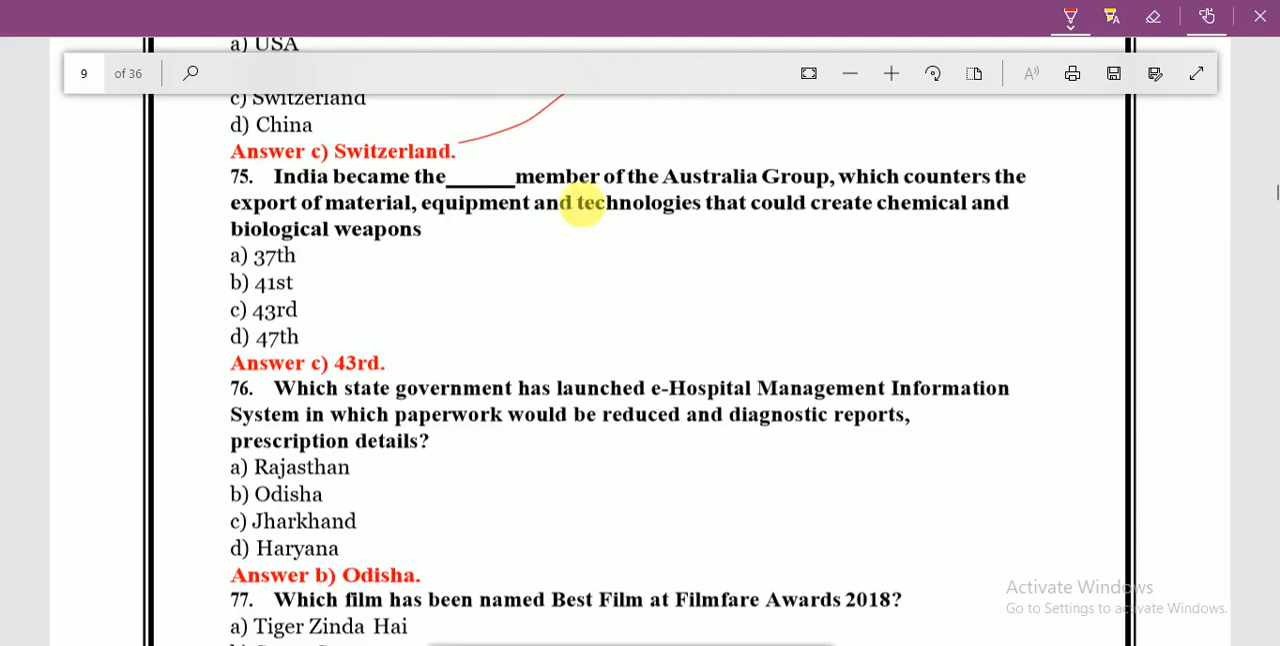 a) USA
9 of 36
c) Switzerland
d) China
Answer c) Switzerland.
75. India became the______member of the Australia Group, which counters the
export of material, equipment and technologies that could create chemical and
biological weapons
a) 37th
b) 41st
c) 43rd
d) 47th
Answer c) 43rd.
76. Which state government has launched e-Hospital Management Information
System in which paperwork would be reduced and diagnostic reports,
prescription details?
a) Rajasthan
b) Odisha
c) Jharkhand
d) Haryana
Answer b) Odisha.
77. Which film has been named Best Film at Filmfare Awards 2018?
a) Tiger Zinda Hai
Activate Windows
Go to Settings to activate Windows.